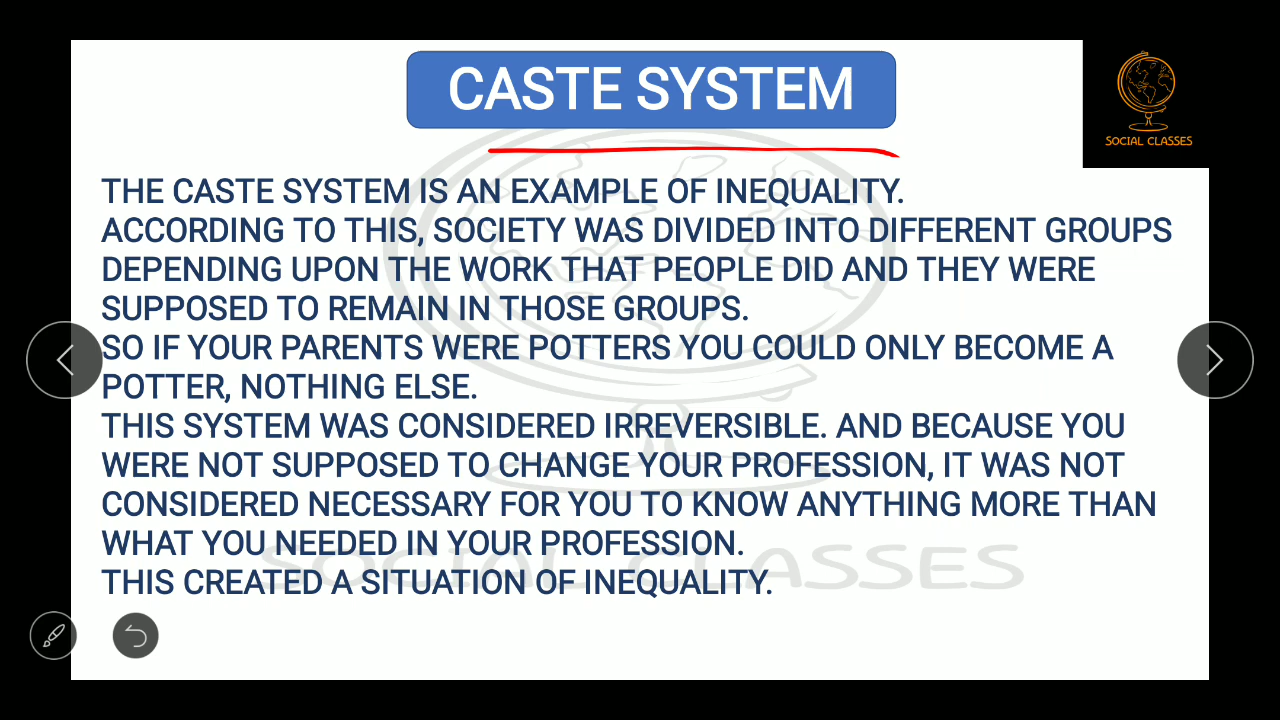 CASTE SYSTEM
SOCIAL CLASSES
THE CASTE SYSTEM IS AN EXAMPLE OF INEQUALITY.
ACCORDING TO THIS, SOCIETY WAS DIVIDED INTO DIFFERENT GROUPS
DEPENDING UPON THE WORK THAT PEOPLE DID AND THEY WERE
SUPPOSED TO REMAIN IN THOSE GROUPS.
SO IF YOUR PARENTS WERE POTTERS YOU COULD ONLY BECOME A
POTTER, NOTHING ELSE.
THIS SYSTEM WAS CONSIDERED IRREVERSIBLE. AND BECAUSE YOU
WERE NOT SUPPOSED TO CHANGE YOUR PROFESSION, IT WAS NOT
CONSIDERED NECESSARY FOR YOU TO KNOW ANYTHING MORE THAN
WHAT YOU NEEDED IN YOUR PROFESSION.
SOCIAL CLASSES
THIS CREATED A SITUATION OF INEQUALITY.